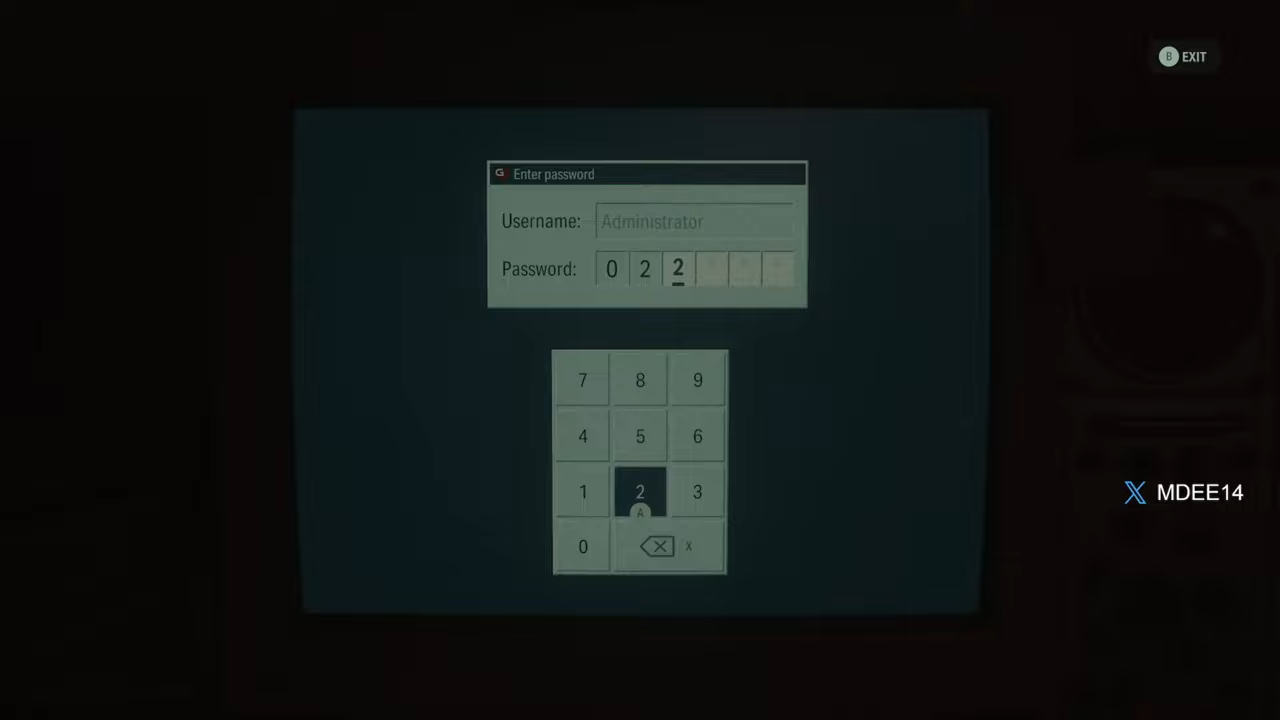 B EXIT
G Enter password
Username: Administrator
Password: 0 2 2
7 8 9
4 5 6
1 2 3
A
0 X
X MDEE14